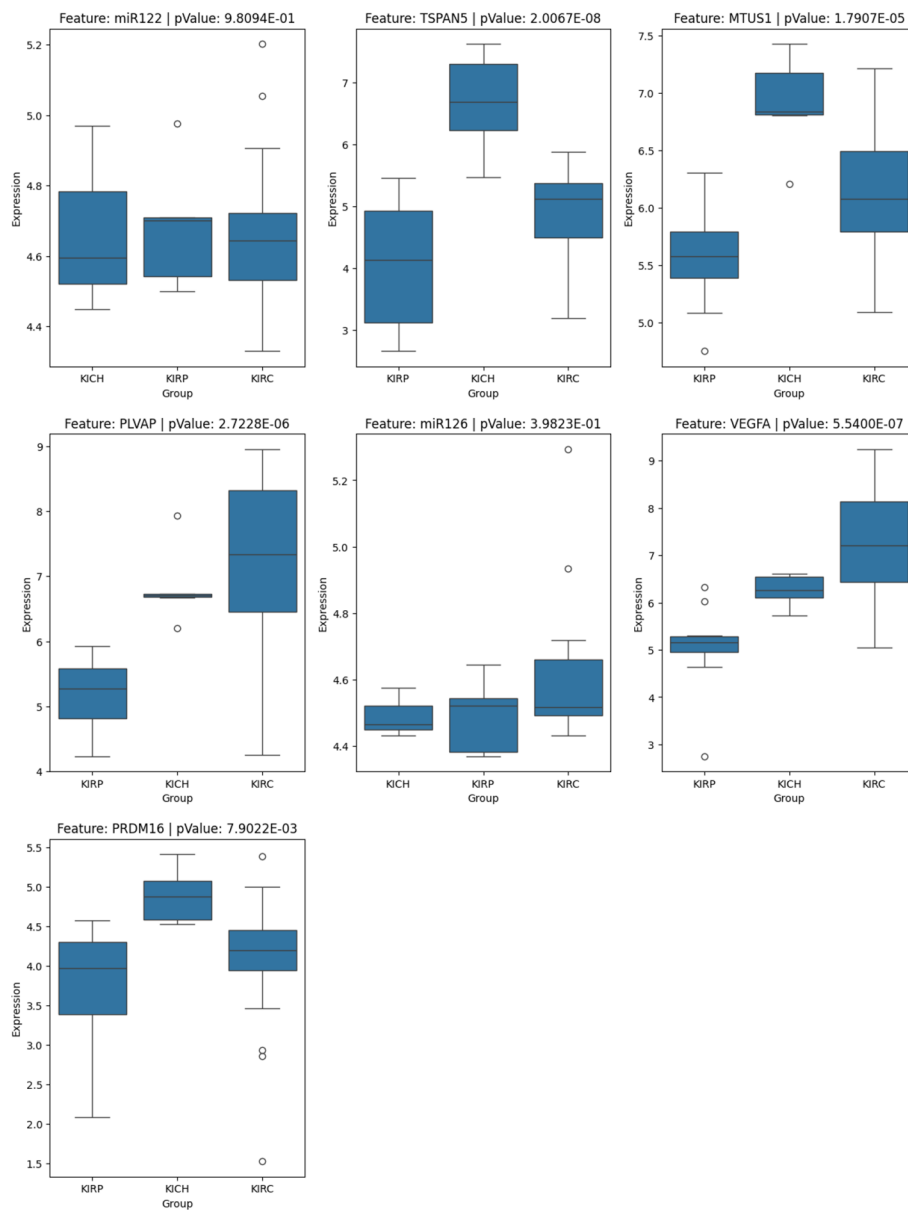 Feature: miR122 | pValue: 9.8094E-01
5.2
5.0
4.8
4.6
4.4
Expression
KICH KIRP KIRC
Group
Feature: TSPAN5 | pValue: 2.0067E-08
7
6
5
4
3
Expression
KIRP KICH KIRC
Group
Feature: MTUS1 | pValue: 1.7907E-05
7.5
7.0
6.5
6.0
5.5
5.0
Expression
KIRP KICH KIRC
Group
Feature: PLVAP | pValue: 2.7228E-06
9
8
7
6
5
4
Expression
KIRP KICH KIRC
Group
Feature: miR126 | pValue: 3.9823E-01
5.2
5.0
4.8
4.6
4.4
Expression
KICH KIRP KIRC
Group
Feature: VEGFA | pValue: 5.5400E-07
9
8
7
6
5
4
3
Expression
KIRP KICH KIRC
Group
Feature: PRDM16 | pValue: 7.9022E-03
5.5
5.0
4.5
4.0
3.5
3.0
2.5
2.0
1.5
Expression
KIRP KICH KIRC
Group